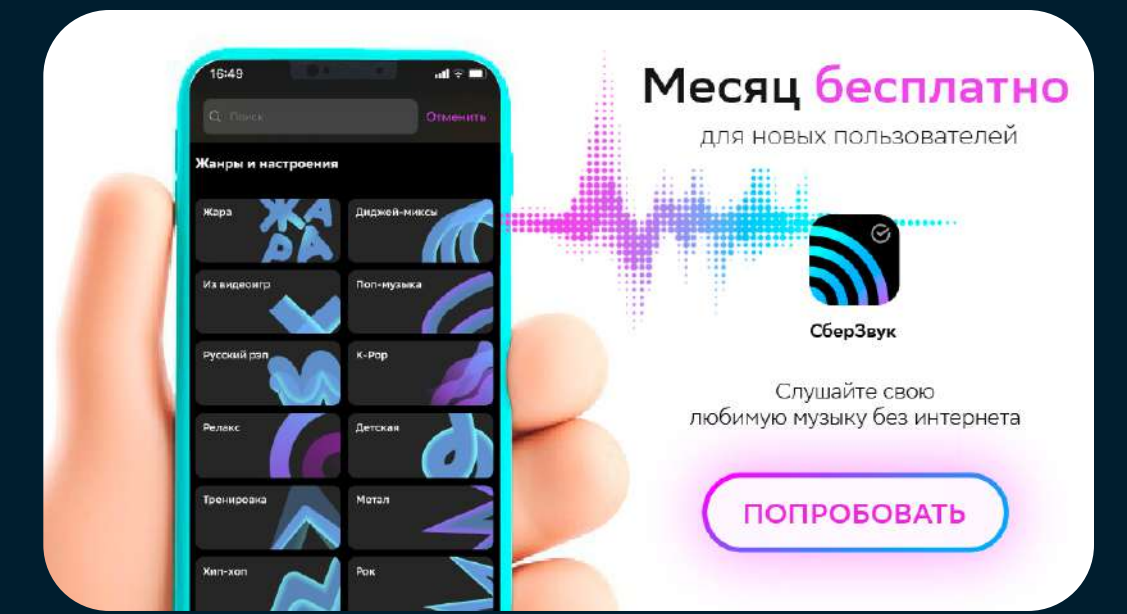 16:49
Поиск
Отменить
Жанры и настроения
Жара
ЖАРА
Диджей-миксы
Из видеоигр
Поп-музыка
Русский рэп
K-Pop
Релакс
Детская
Тренировка
Метал
Хип-хоп
Рок
Месяц бесплатно
для новых пользователей
СберЗвук
Слушайте свою
любимую музыку без интернета
ПОПРОБОВАТЬ